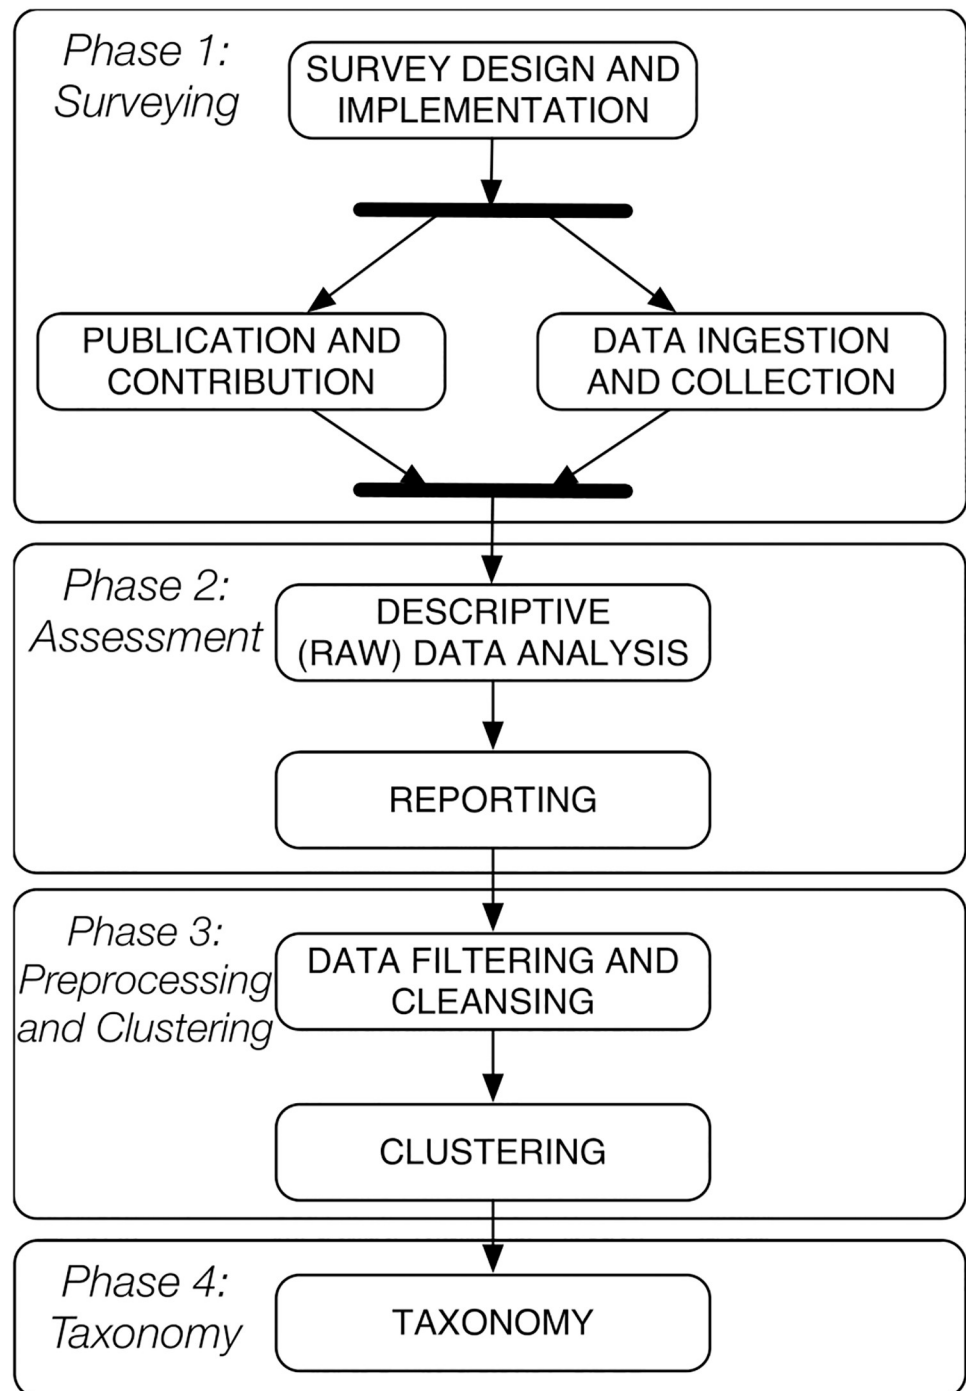 Phase 1:
Surveying
SURVEY DESIGN AND
IMPLEMENTATION
PUBLICATION AND
CONTRIBUTION
DATA INGESTION
AND COLLECTION
Phase 2:
Assessment
DESCRIPTIVE
(RAW) DATA ANALYSIS
REPORTING
Phase 3:
Preprocessing
and Clustering
DATA FILTERING AND
CLEANSING
CLUSTERING
Phase 4:
Taxonomy
TAXONOMY